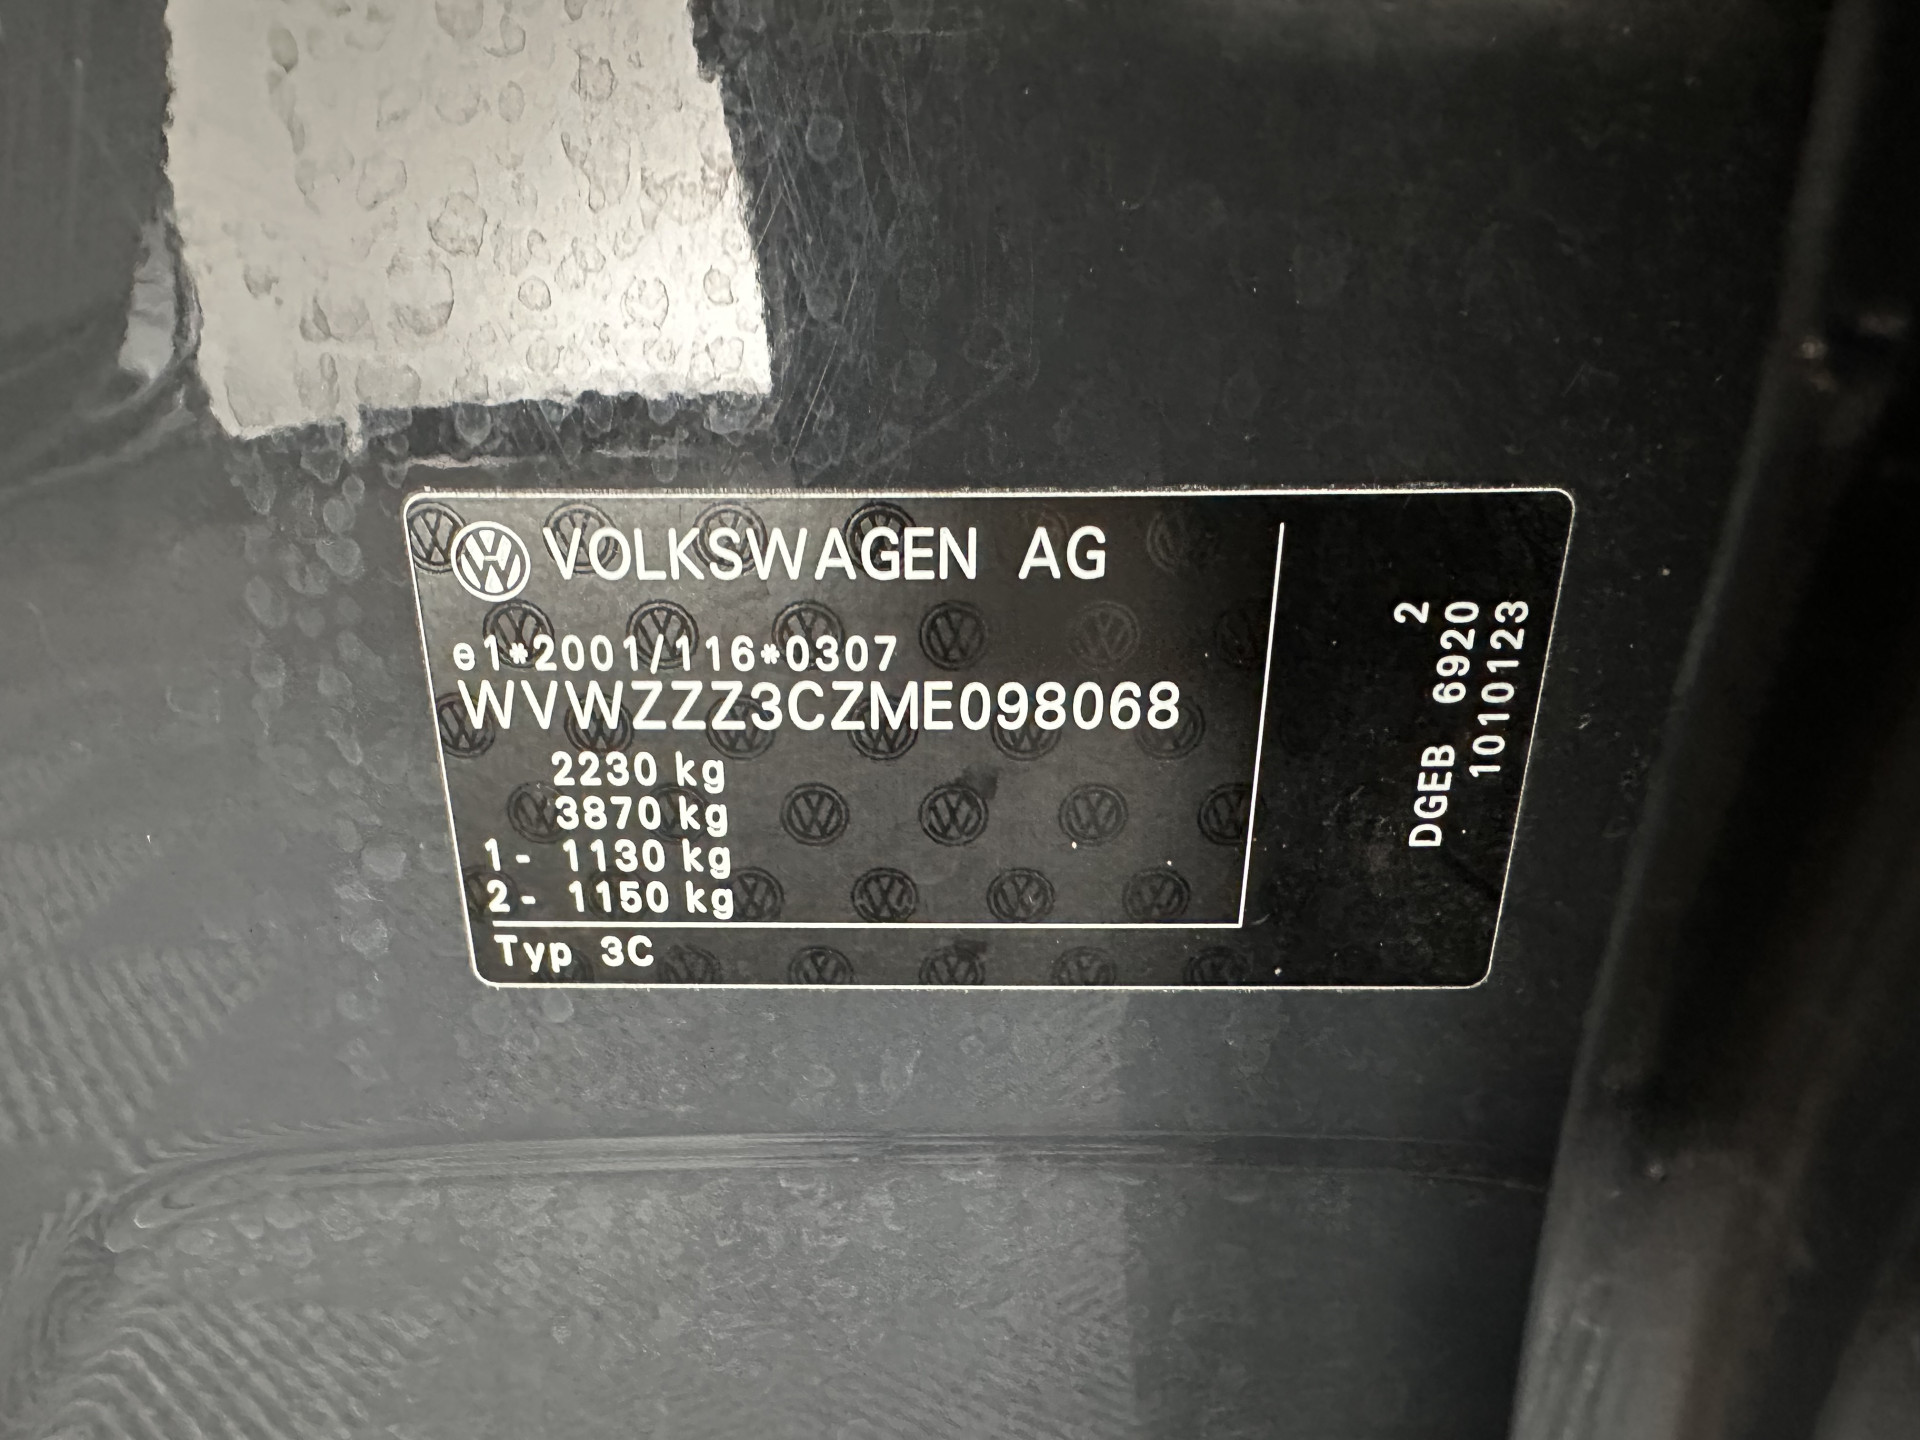 VOLKSWAGEN AG
e1*2001/116*0307
WVWZZZ3CZME098068
2230 kg
3870 kg
1- 1130 kg
2- 1150 kg
Typ 3C
2
DGEB 6920
1010123